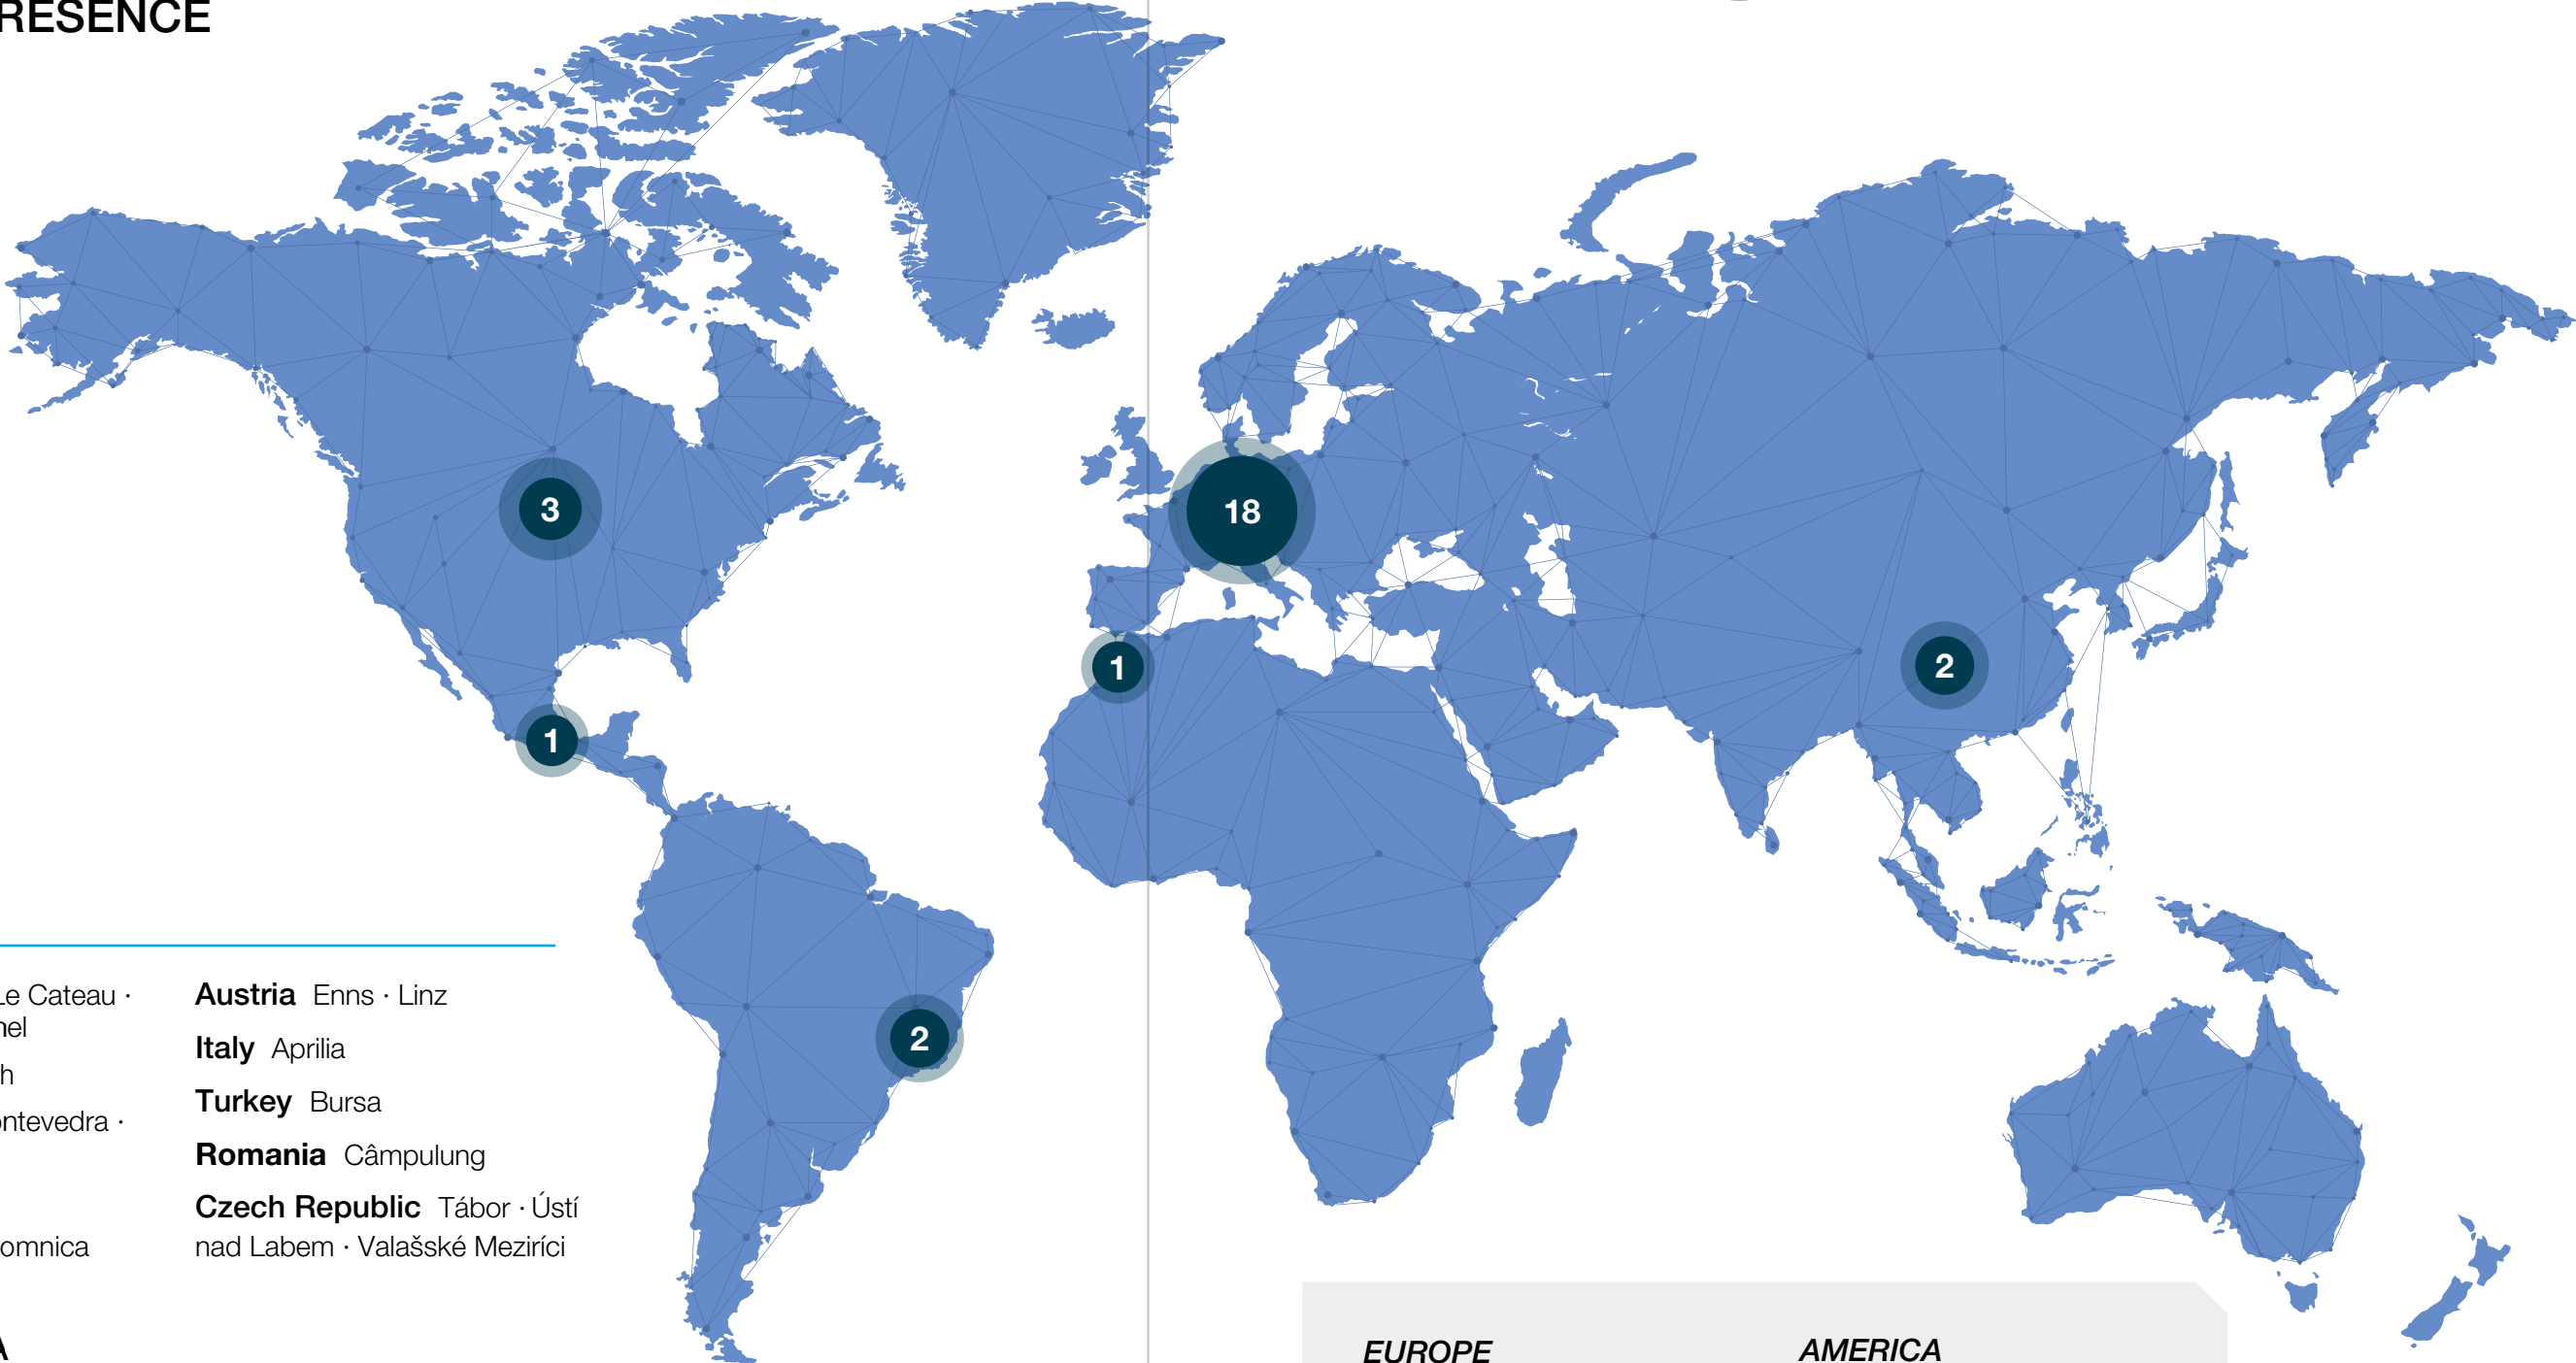 RESENCE
3
18
1
2
1
2
Le Cateau ·
nel
h
ontevedra ·
omnica
Austria Enns · Linz
Italy Aprilia
Turkey Bursa
Romania Câmpulung
Czech Republic Tábor · Ústí
nad Labem · Valašské Meziríci
A
EUROPE
AMERICA